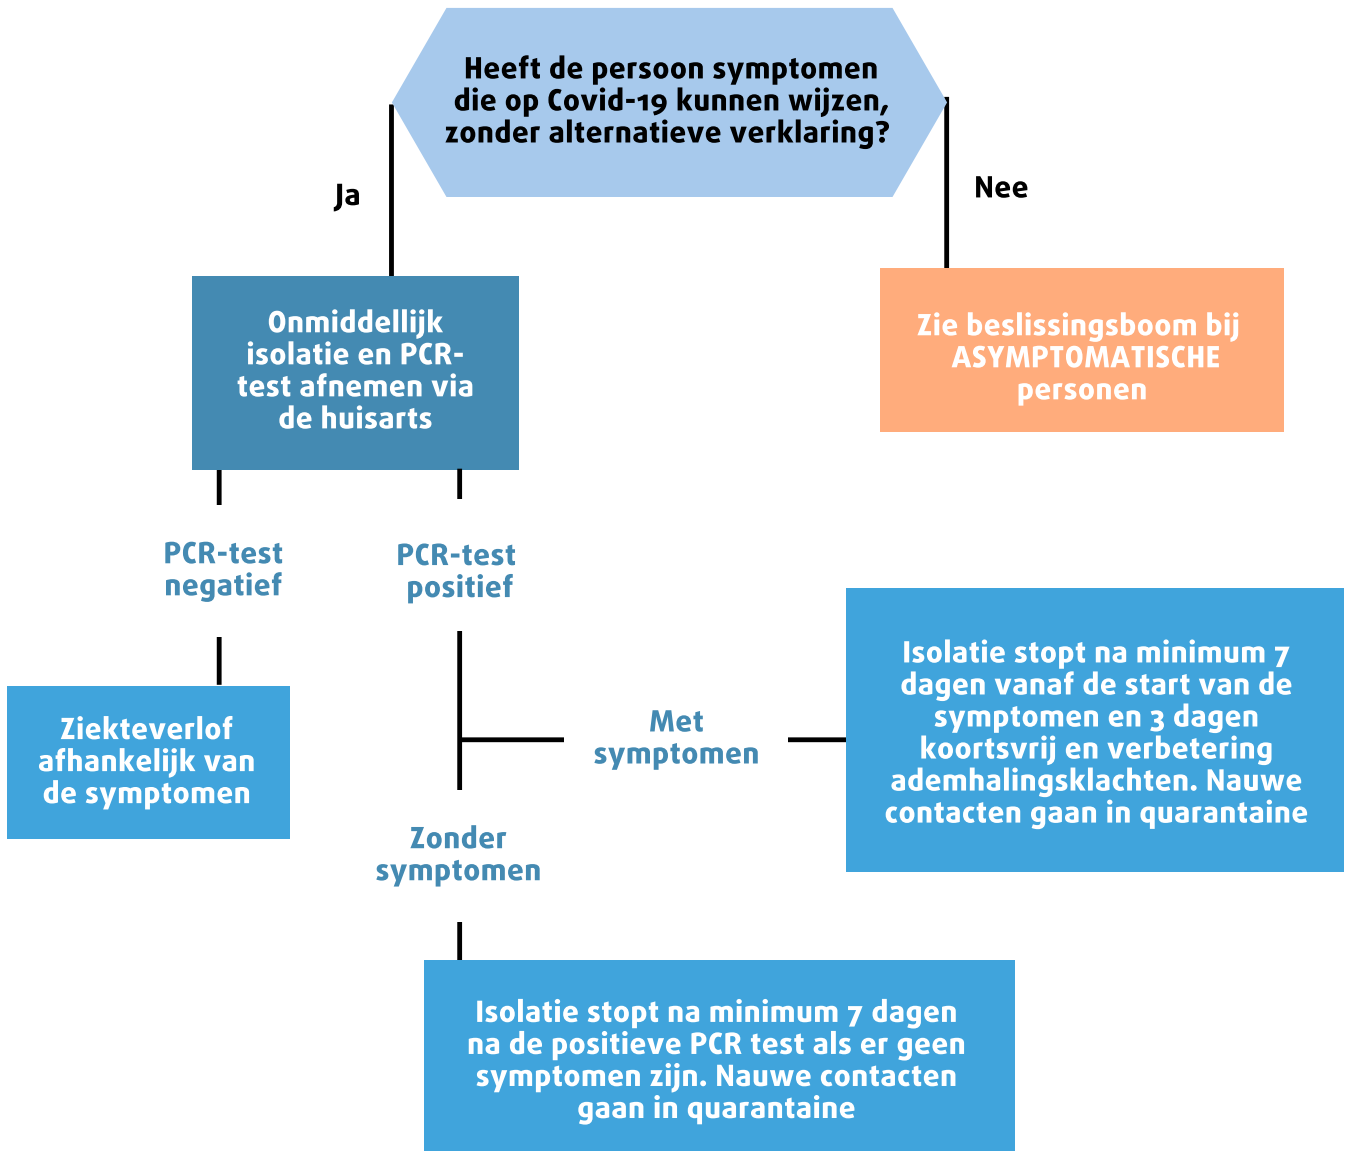 Heeft de persoon symptomen
die op Covid-19 kunnen wijzen,
zonder alternatieve verklaring?
Ja
Nee
Onmiddellijk
isolatie en PCR-
test afnemen via
de huisarts
Zie beslissingsboom bij
ASYMPTOMATISCHE
personen
PCR-test
negatief
PCR-test
positief
Ziekteverlof
afhankelijk van
de symptomen
Met
symptomen
Isolatie stopt na minimum 7
dagen vanaf de start van de
symptomen en 3 dagen
koortsvrij en verbetering
ademhalingsklachten. Nauwe
contacten gaan in quarantaine
Zonder
symptomen
Isolatie stopt na minimum 7 dagen
na de positieve PCR test als er geen
symptomen zijn. Nauwe contacten
gaan in quarantaine